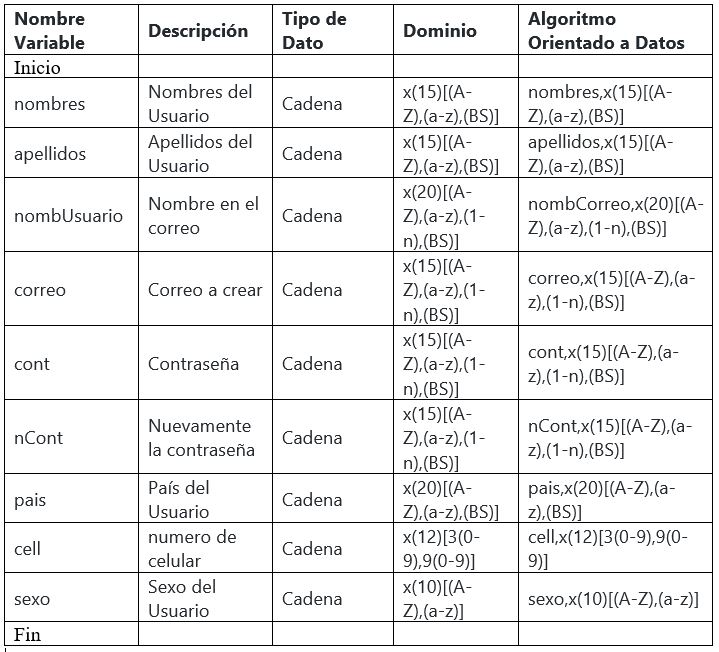 Nombre Variable | Descripción | Tipo de Dato | Dominio | Algoritmo Orientado a Datos
Inicio
nombres | Nombres del Usuario | Cadena | x(15)[(A-Z),(a-z),(BS)] | nombres,x(15)[(A-Z),(a-z),(BS)]
apellidos | Apellidos del Usuario | Cadena | x(15)[(A-Z),(a-z),(BS)] | apellidos,x(15)[(A-Z),(a-z),(BS)]
nombUsuario | Nombre en el correo | Cadena | x(20)[(A-Z),(a-z),(1-n),(BS)] | nombCorreo,x(20)[(A-Z),(a-z),(1-n),(BS)]
correo | Correo a crear | Cadena | x(15)[(A-Z),(a-z),(1-n),(BS)] | correo,x(15)[(A-Z),(a-z),(1-n),(BS)]
cont | Contraseña | Cadena | x(15)[(A-Z),(a-z),(1-n),(BS)] | cont,x(15)[(A-Z),(a-z),(1-n),(BS)]
nCont | Nuevamente la contraseña | Cadena | x(15)[(A-Z),(a-z),(1-n),(BS)] | nCont,x(15)[(A-Z),(a-z),(1-n),(BS)]
pais | País del Usuario | Cadena | x(20)[(A-Z),(a-z),(BS)] | pais,x(20)[(A-Z),(a-z),(BS)]
cell | numero de celular | Cadena | x(12)[3(0-9),9(0-9)] | cell,x(12)[3(0-9),9(0-9)]
sexo | Sexo del Usuario | Cadena | x(10)[(A-Z),(a-z)] | sexo,x(10)[(A-Z),(a-z)]
Fin